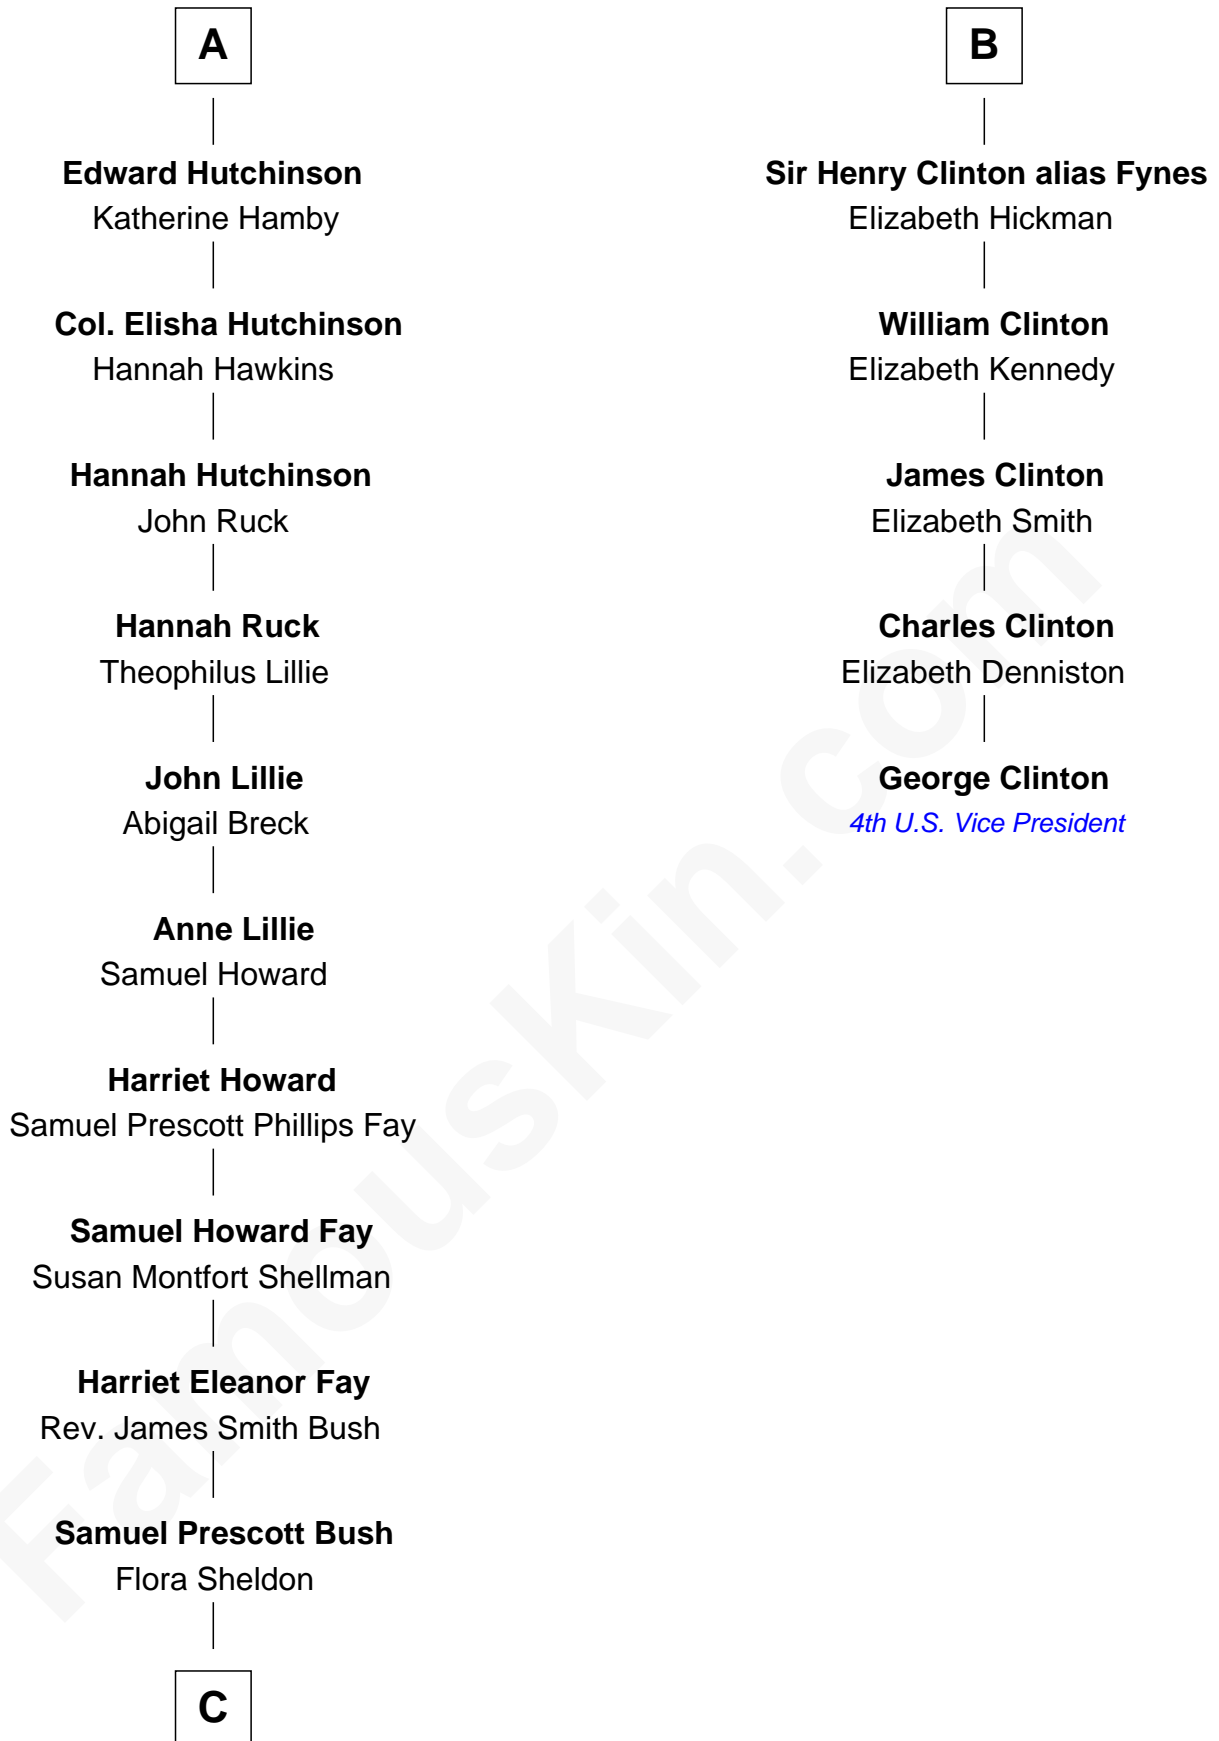 A
Edward Hutchinson
Katherine Hamby
Col. Elisha Hutchinson
Hannah Hawkins
Hannah Hutchinson
John Ruck
Hannah Ruck
Theophilus Lillie
John Lillie
Abigail Breck
Anne Lillie
Samuel Howard
Harriet Howard
Samuel Prescott Phillips Fay
Samuel Howard Fay
Susan Montfort Shellman
Harriet Eleanor Fay
Rev. James Smith Bush
Samuel Prescott Bush
Flora Sheldon
C
B
Sir Henry Clinton alias Fynes
Elizabeth Hickman
William Clinton
Elizabeth Kennedy
James Clinton
Elizabeth Smith
Charles Clinton
Elizabeth Denniston
George Clinton
4th U.S. Vice President
FamousKin.com